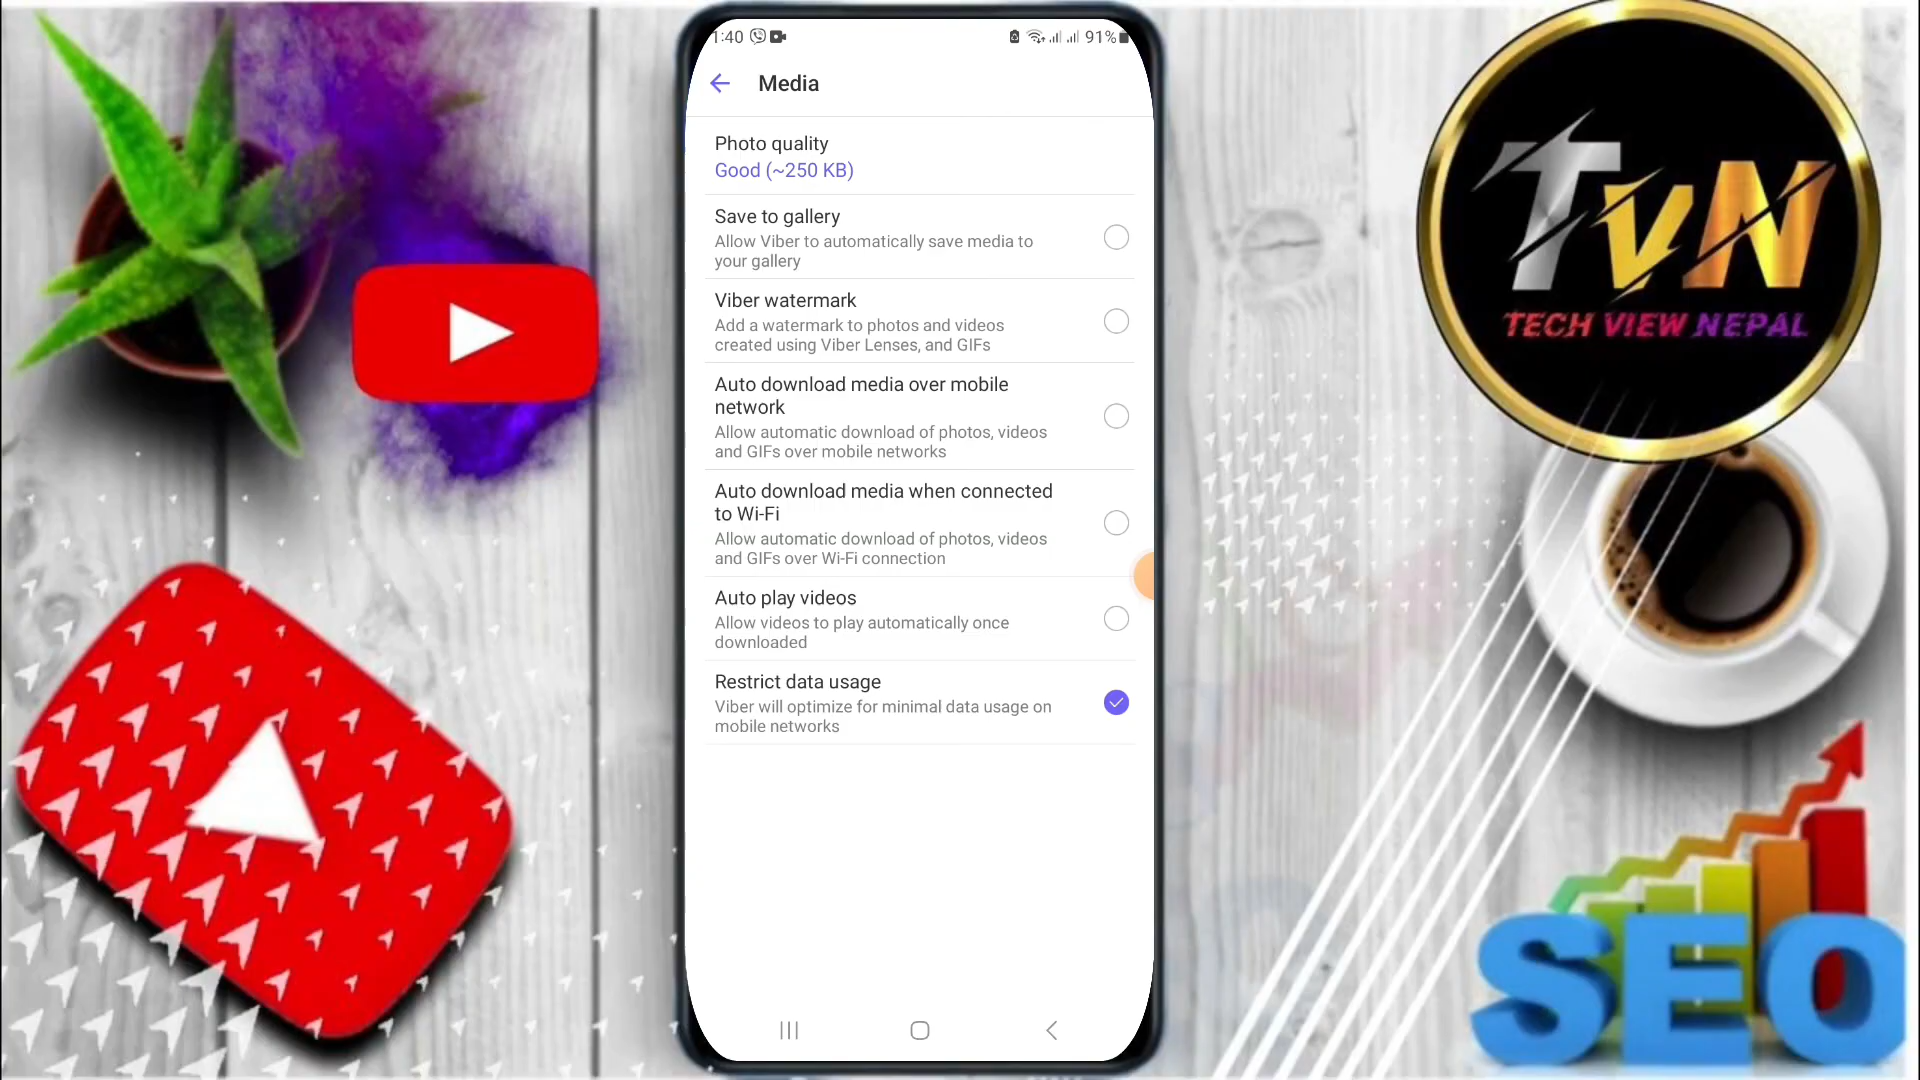 1:40
91%
Media
Photo quality
Good (~250 KB)
Save to gallery
Allow Viber to automatically save media to
your gallery
Viber watermark
Add a watermark to photos and videos
created using Viber Lenses, and GIFs
Auto download media over mobile
network
Allow automatic download of photos, videos
and GIFs over mobile networks
Auto download media when connected
to Wi-Fi
Allow automatic download of photos, videos
and GIFs over Wi-Fi connection
Auto play videos
Allow videos to play automatically once
downloaded
Restrict data usage
Viber will optimize for minimal data usage on
mobile networks
TvN
TECH VIEW NEPAL
SEO